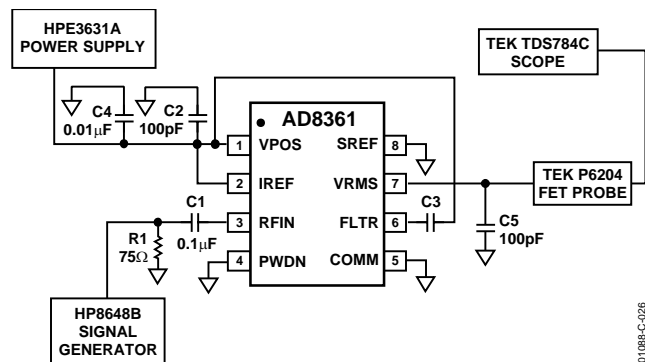 HPE3631A
POWER SUPPLY
TEK TDS784C
SCOPE
C4
0.01μF
C2
100pF
AD8361
1 VPOS
SREF 8
2 IREF
VRMS 7
TEK P6204
FET PROBE
C1
0.1μF
3 RFIN
FLTR 6
C3
C5
100pF
R1
75Ω
4 PWDN
COMM 5
HP8648B
SIGNAL
GENERATOR
01088-C-026